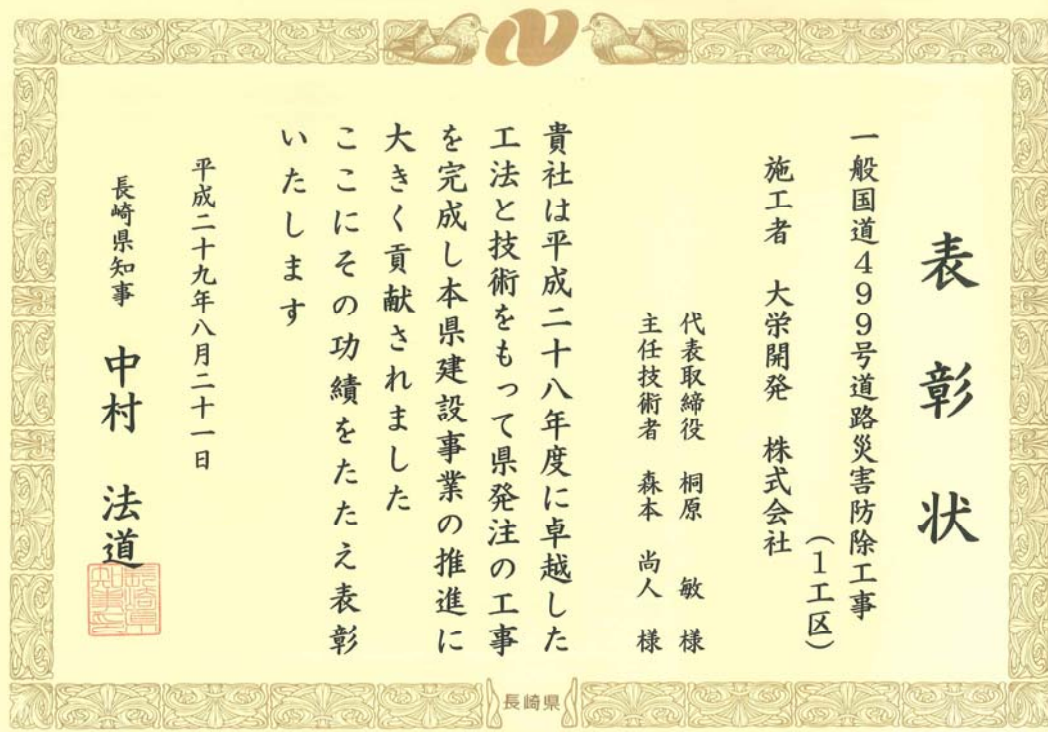 表彰状
一般国道499号道路災害防除工事
（1工区）
施工者 大栄開発 株式会社
代表取締役 桐原 敏 様
主任技術者 森本 尚人 様
貴社は平成二十八年度に卓越した
工法と技術をもって県発注の工事
を完成し本県建設事業の推進に
大きく貢献されました
ここにその功績をたたえ表彰
いたします
平成二十九年八月二十一日
長崎県知事 中村 法道
長崎県知事印
長崎県